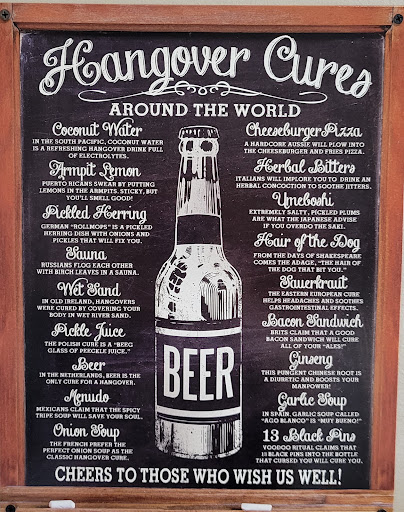 Hangover Cures
AROUND THE WORLD
Coconut Water
IN THE SOUTH PACIFIC, COCONUT WATER
IS A REFRESHING HANGOVER DRINK FULL
OF ELECTROLYTES.
Armpit Lemon
PUERTO RICANS SWEAR BY PUTTING
LEMONS IN THE ARMPITS. STICKY, BUT
YOU'LL SMELL GOOD!
Pickled Herring
GERMAN "ROLLMOPS" IS A PICKLED
HERRING DISH WITH ONIONS AND
PICKLES THAT WILL FIX YOU.
Sauna
RUSSIANS FLOG EACH OTHER
WITH BIRCH LEAVES IN A SAUNA.
Wet Sand
IN OLD IRELAND, HANGOVERS
WERE CURED BY COVERING YOUR
BODY IN WET RIVER SAND.
Pickle Juice
THE POLISH CURE IS A "BEEG
GLASS OF PEECKLE JUICE."
Beer
IN THE NETHERLANDS, BEER IS THE
ONLY CURE FOR A HANGOVER.
Menudo
MEXICANS CLAIM THAT THE SPICY
TRIPE SOUP WILL SAVE YOUR SOUL.
Onion Soup
THE FRENCH PREFER THE
PERFECT ONION SOUP AS THE
CLASSIC HANGOVER CURE.
BEER
Cheeseburger Pizza
A HARDCORE AUSSIE WILL PLOW INTO
THE CHEESEBURGER AND FRIES PIZZA.
Herbal Bitters
ITALIANS WILL IMPLORE YOU TO DRINK AN
HERBAL CONCOCTION TO SOOTHE JITTERS.
Umeboshi
EXTREMELY SALTY, PICKLED PLUMS
ARE WHAT THE JAPANESE ADVISE
IF YOU OVERDO THE SAKI.
Hair of the Dog
FROM THE DAYS OF SHAKESPEARE
COMES THE ADAGE, "THE HAIR OF
THE DOG THAT BIT YOU."
Sauerkraut
THE EASTERN EUROPEAN CURE
HELPS HEADACHES AND SOOTHES
GASTROINTESTINAL EFFECTS.
Bacon Sandwich
BRITS CLAIM THAT A GOOD
BACON SANDWICH WILL CURE
ALL OF YOUR "ALES!"
Ginseng
THIS PUNGENT CHINESE ROOT IS
A DIURETIC AND BOOSTS YOUR
MANPOWER!
Garlic Soup
IN SPAIN, GARLIC SOUP CALLED
"AGO BLANCO" IS "MUY BUENO!"
13 Black Pins
VOODOO RITUAL CLAIMS THAT
13 BLACK PINS INTO THE BOTTLE
THAT CURSED YOU WILL CURE YOU.
CHEERS TO THOSE WHO WISH US WELL!